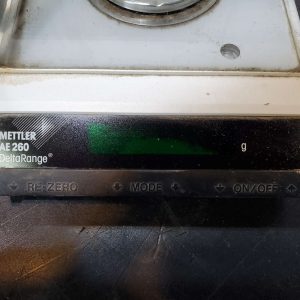 METTLER
AE 260
DeltaRange®
g
RE-ZERO
MODE
ON/OFF